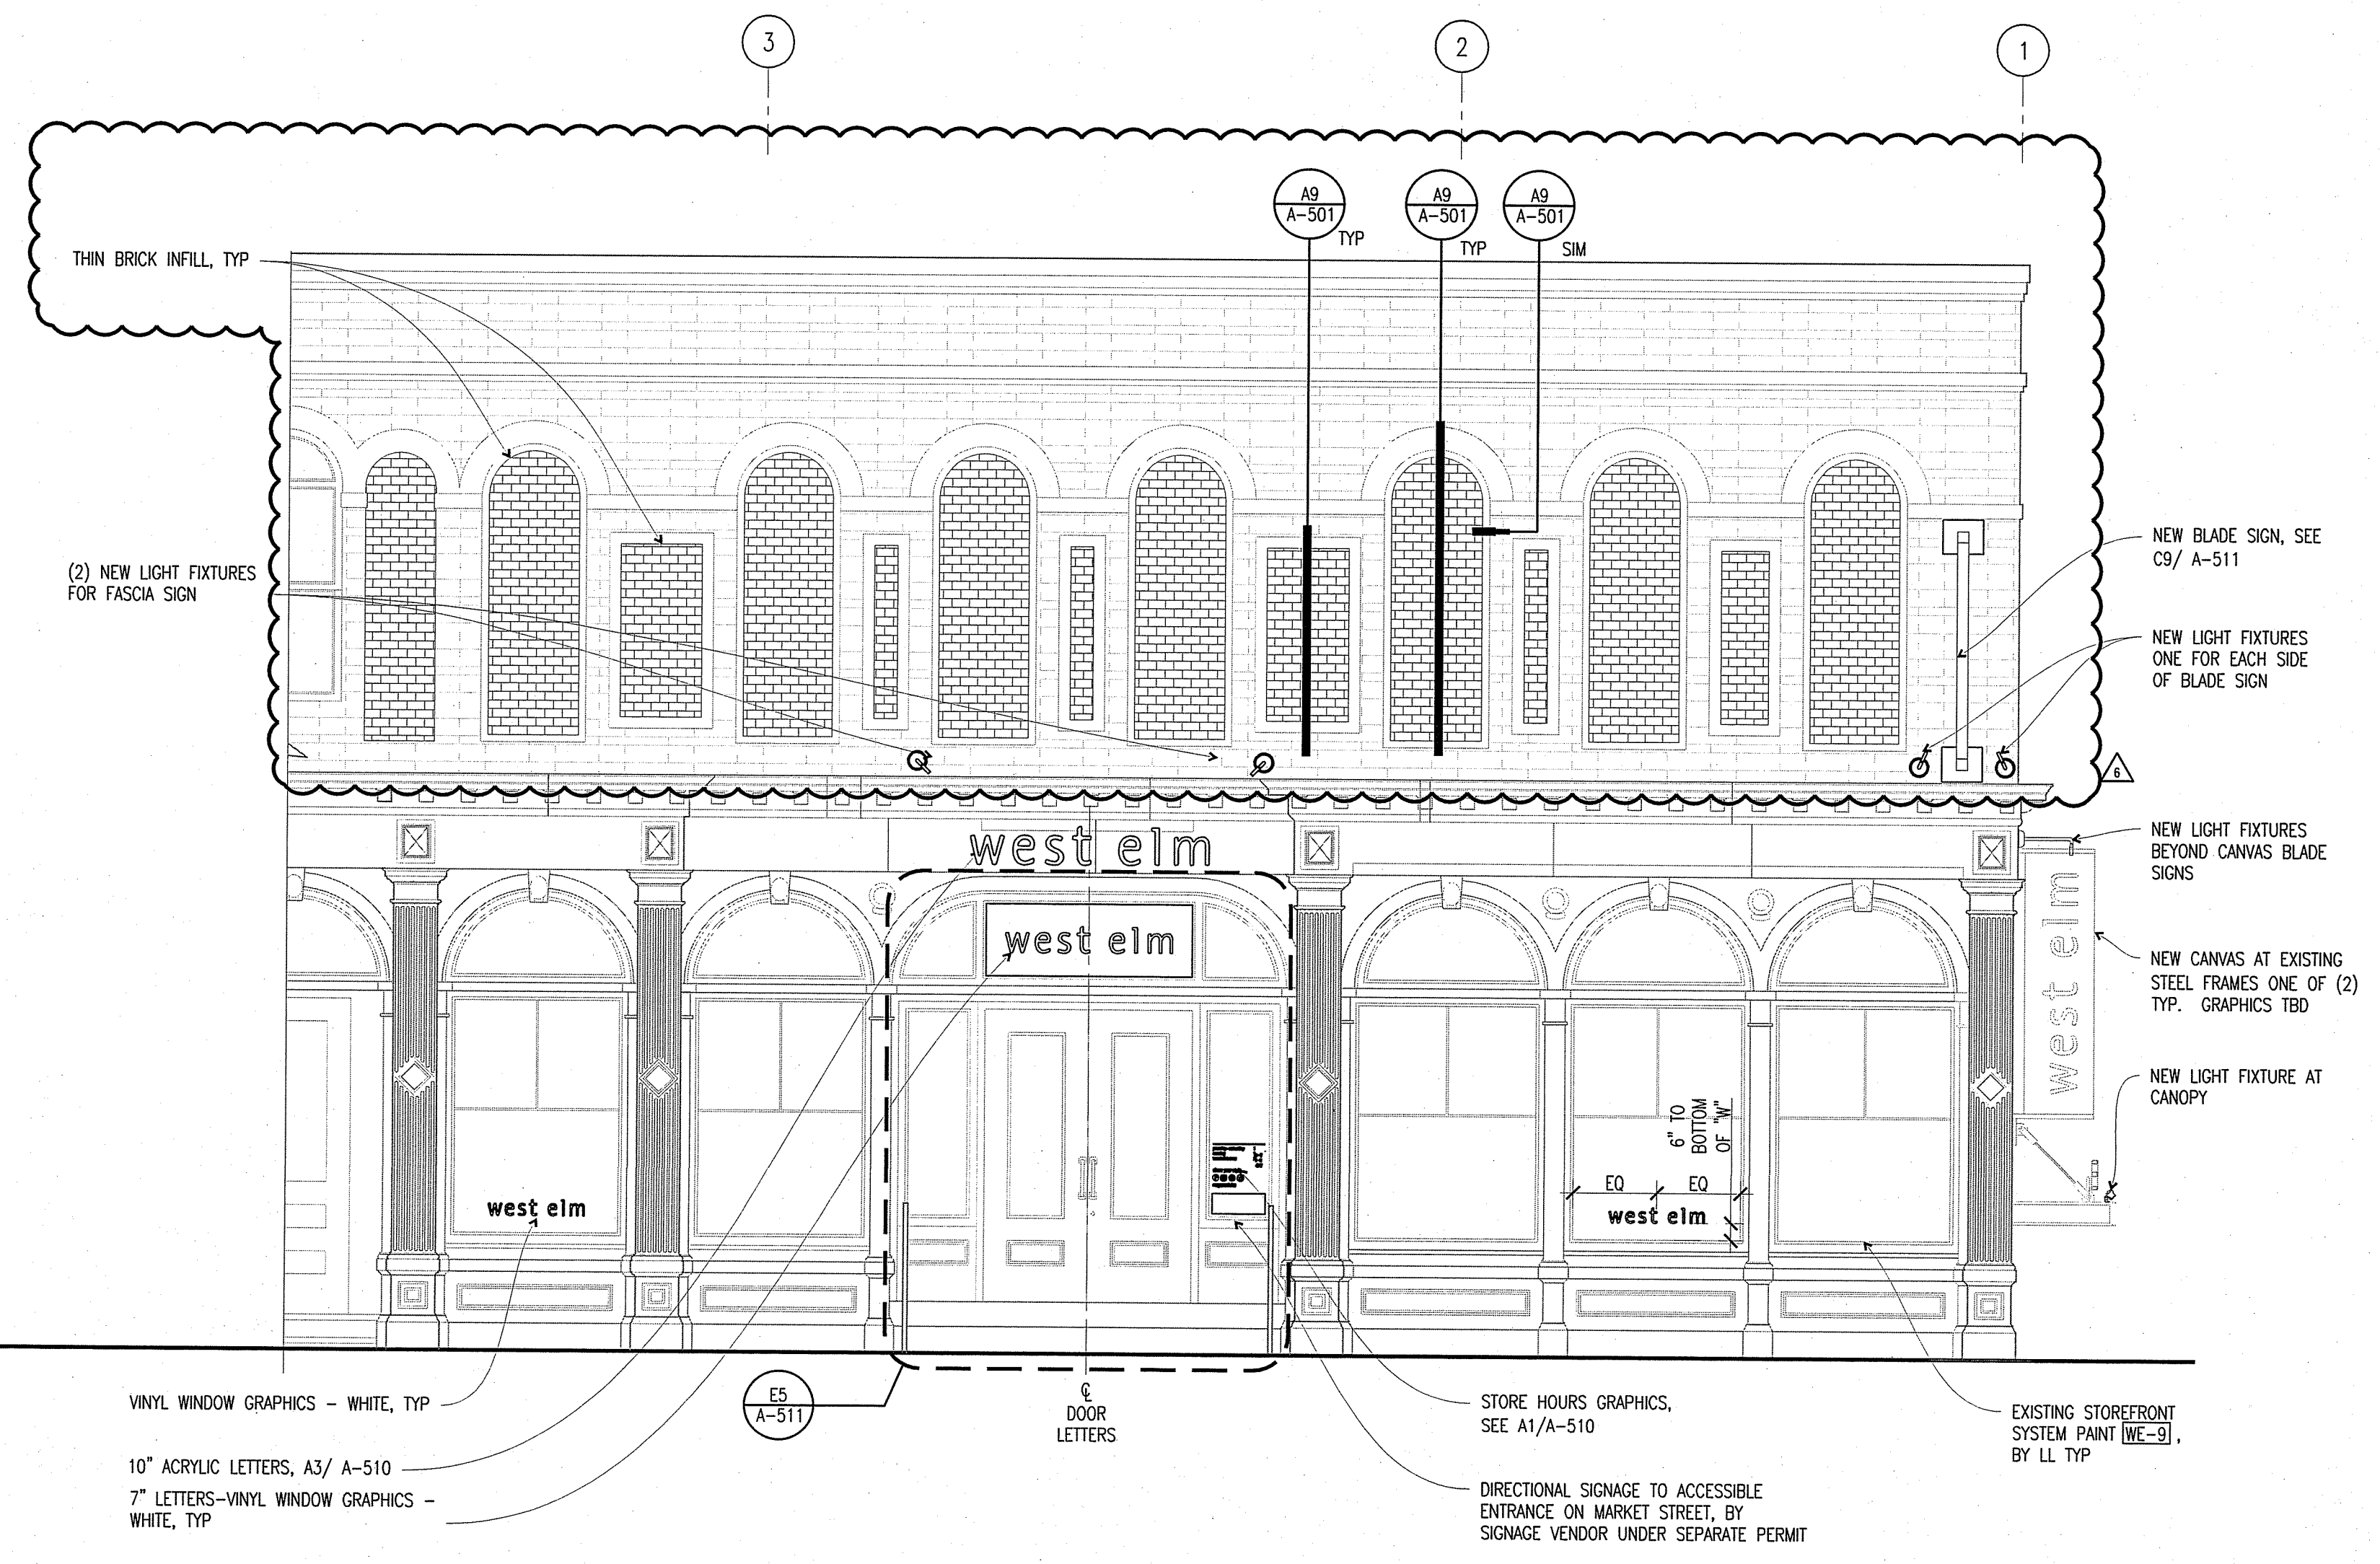 3
2
1
A9
A-501
TYP
A9
A-501
TYP
A9
A-501
SIM
THIN BRICK INFILL, TYP
(2) NEW LIGHT FIXTURES
FOR FASCIA SIGN
NEW BLADE SIGN, SEE
C9/ A-511
NEW LIGHT FIXTURES
ONE FOR EACH SIDE
OF BLADE SIGN
6
NEW LIGHT FIXTURES
BEYOND CANVAS BLADE
SIGNS
west elm
west elm
west elm
NEW CANVAS AT EXISTING
STEEL FRAMES ONE OF (2)
TYP. GRAPHICS TBD
NEW LIGHT FIXTURE AT
CANOPY
6" TO
BOTTOM
OF "W"
EQ
EQ
west elm
west elm
VINYL WINDOW GRAPHICS - WHITE, TYP
10" ACRYLIC LETTERS, A3/ A-510
7" LETTERS-VINYL WINDOW GRAPHICS -
WHITE, TYP
E5
A-511
℄
DOOR
LETTERS
STORE HOURS GRAPHICS,
SEE A1/A-510
DIRECTIONAL SIGNAGE TO ACCESSIBLE
ENTRANCE ON MARKET STREET, BY
SIGNAGE VENDOR UNDER SEPARATE PERMIT
EXISTING STOREFRONT
SYSTEM PAINT WE-9,
BY LL TYP